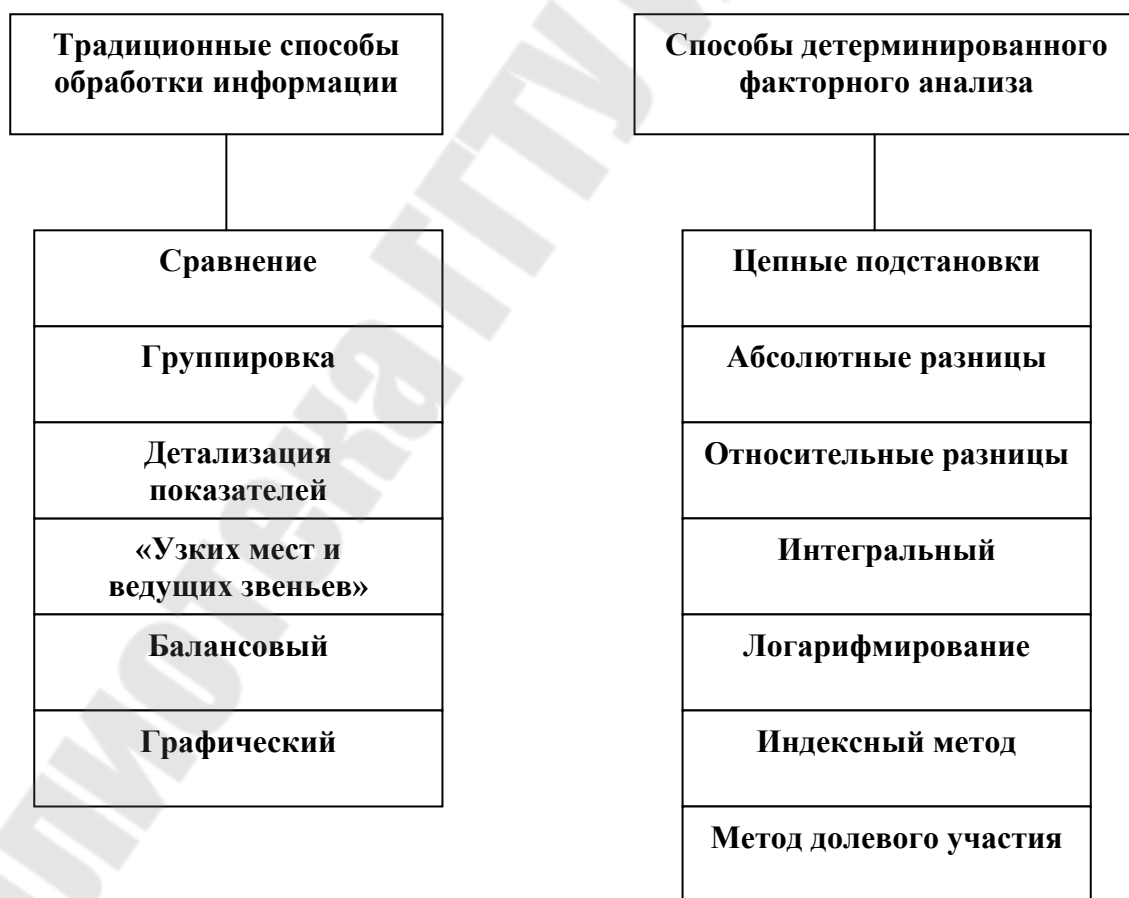 Традиционные способы
обработки информации
Сравнение
Группировка
Детализация
показателей
«Узких мест и
ведущих звеньев»
Балансовый
Графический
Способы детерминированного
факторного анализа
Цепные подстановки
Абсолютные разницы
Относительные разницы
Интегральный
Логарифмирование
Индексный метод
Метод долевого участия